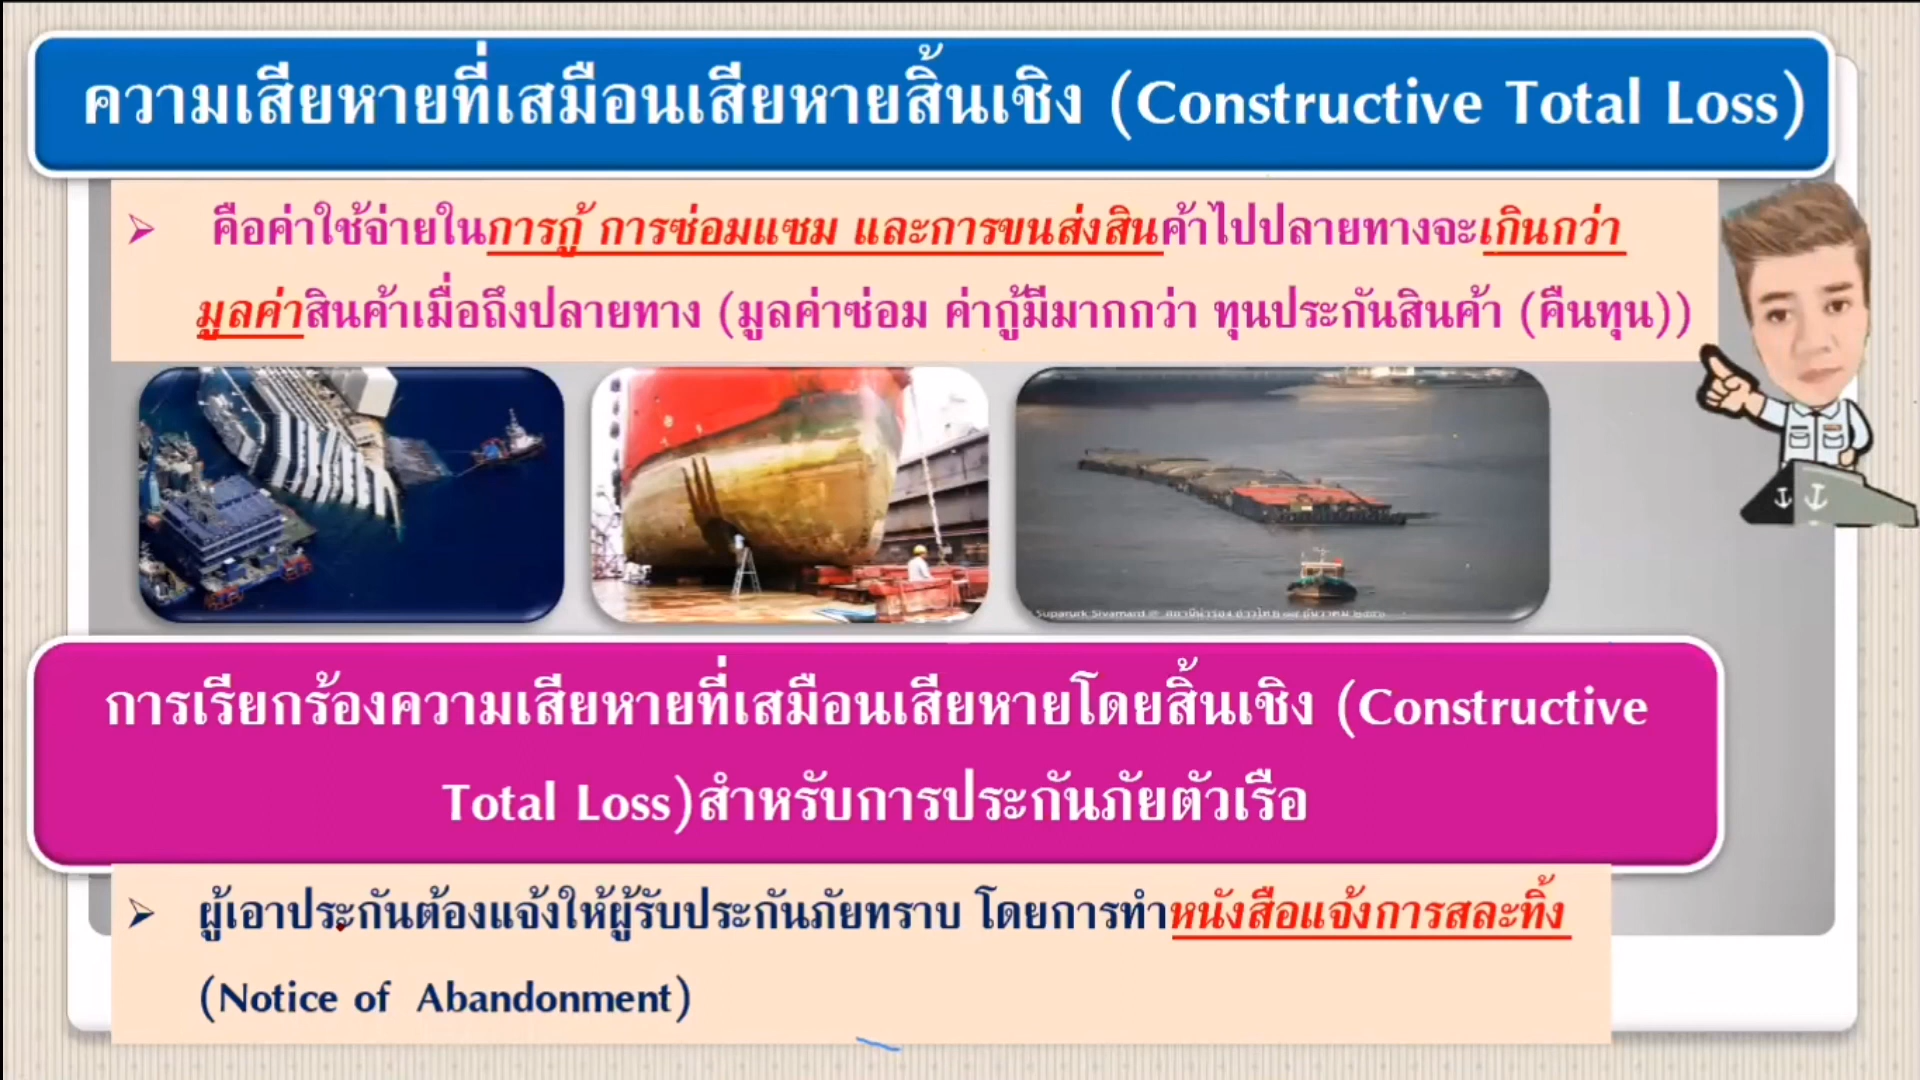 ความเสียหายที่เสมือนเสียหายสิ้นเชิง (Constructive Total Loss)
คือค่าใช้จ่ายในการกู้ การซ่อมแซม และการขนส่งสินค้าไปปลายทางจะเกินกว่า
มูลค่าสินค้าเมื่อถึงปลายทาง (มูลค่าซ่อม ค่ากู้มีมากกว่า ทุนประกันสินค้า (คืนทุน))
Suparurk Sivamard
การเรียกร้องความเสียหายที่เสมือนเสียหายโดยสิ้นเชิง (Constructive
Total Loss)สำหรับการประกันภัยตัวเรือ
ผู้เอาประกันต้องแจ้งให้ผู้รับประกันภัยทราบ โดยการทำหนังสือแจ้งการสละทิ้ง
(Notice of Abandonment)